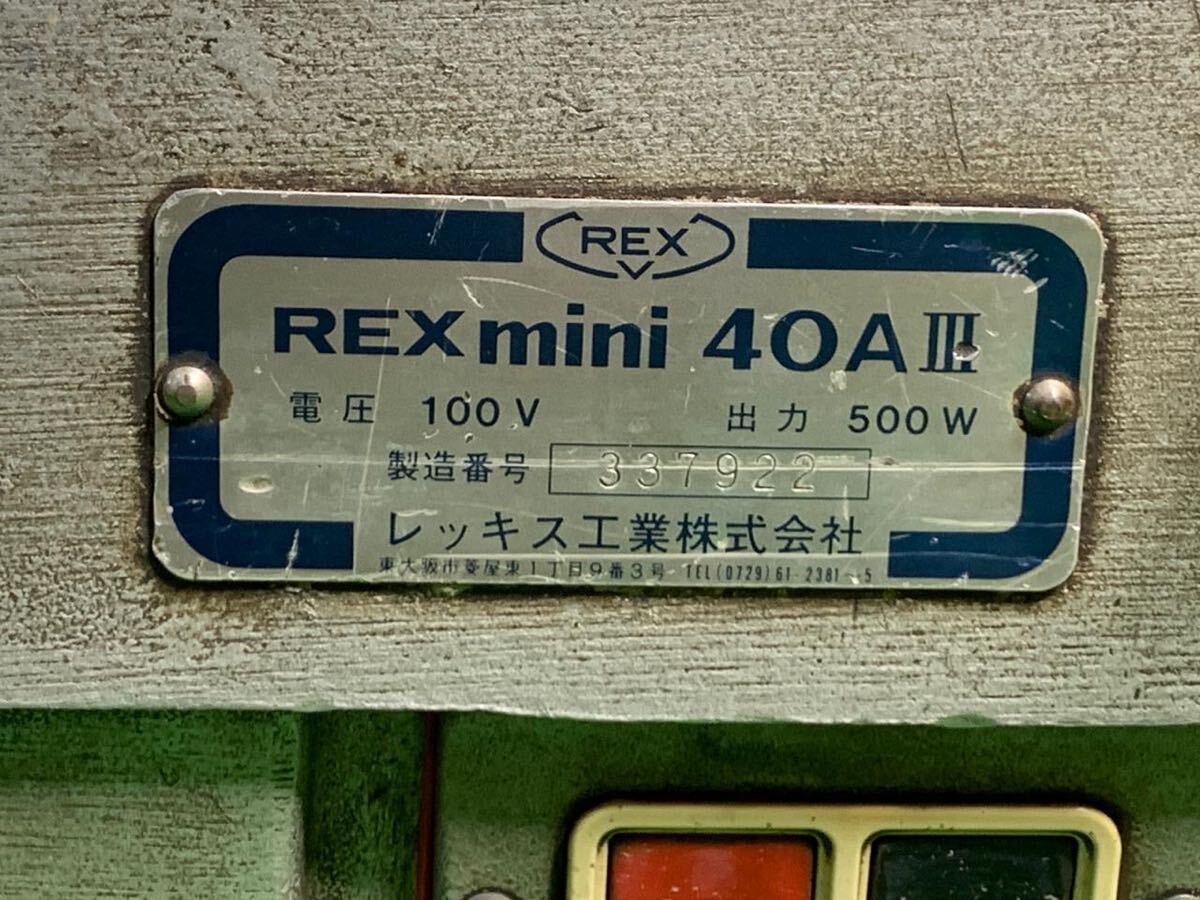 REX
REX mini 40A III
電圧 100V 出力 500W
製造番号 337922
レッキス工業株式会社
東大阪市菱屋東1丁目9番3号 TEL(0729)61-2381~5